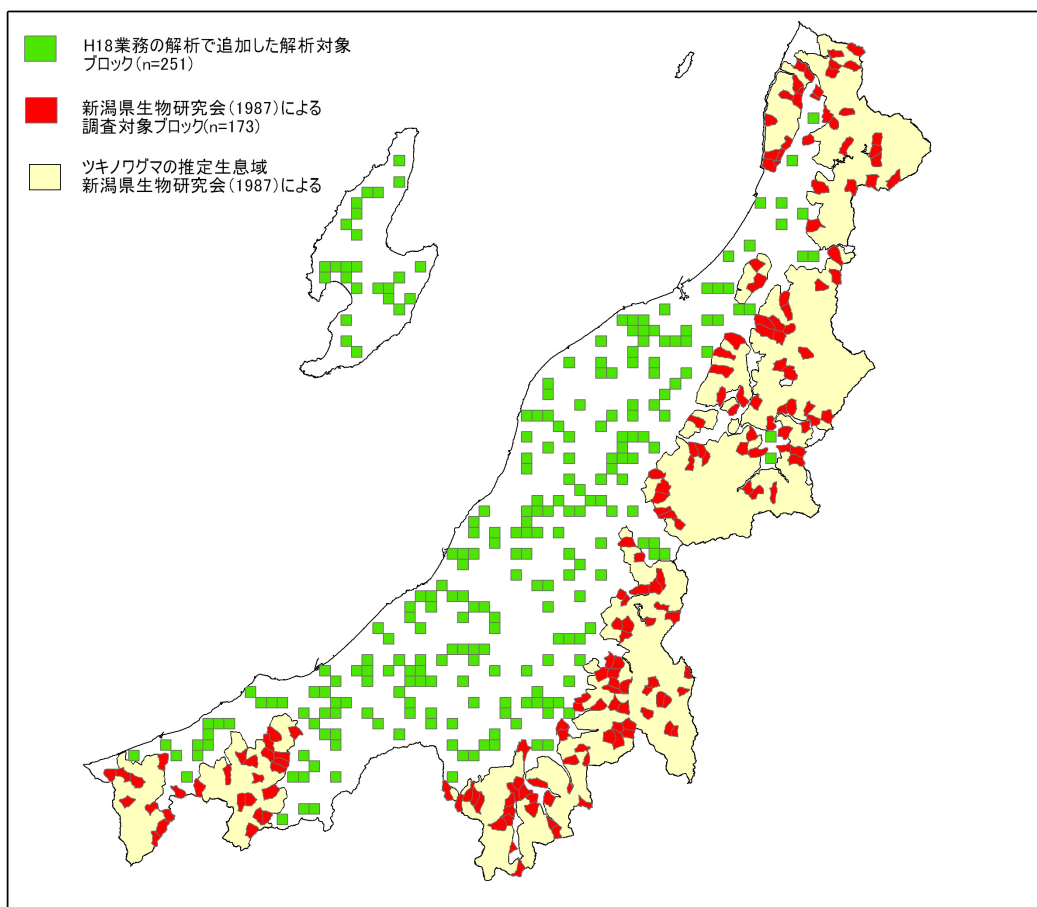 H18業務の解析で追加した解析対象
ブロック(n=251)
新潟県生物研究会(1987)による
調査対象ブロック(n=173)
ツキノワグマの推定生息域
新潟県生物研究会(1987)による